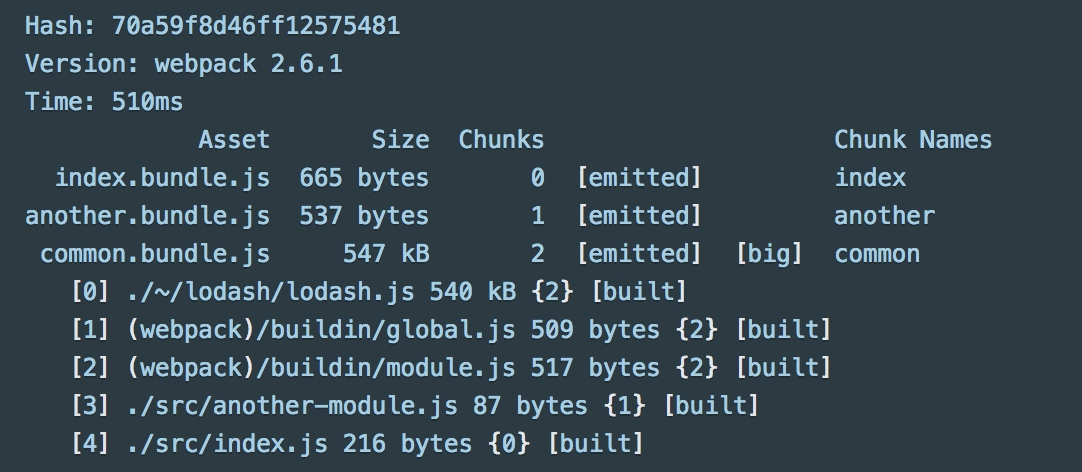 Hash: 70a59f8d46ff12575481
Version: webpack 2.6.1
Time: 510ms
Asset Size Chunks Chunk Names
index.bundle.js 665 bytes 0 [emitted] index
another.bundle.js 537 bytes 1 [emitted] another
common.bundle.js 547 kB 2 [emitted] [big] common
[0] ./~/lodash/lodash.js 540 kB {2} [built]
[1] (webpack)/buildin/global.js 509 bytes {2} [built]
[2] (webpack)/buildin/module.js 517 bytes {2} [built]
[3] ./src/another-module.js 87 bytes {1} [built]
[4] ./src/index.js 216 bytes {0} [built]